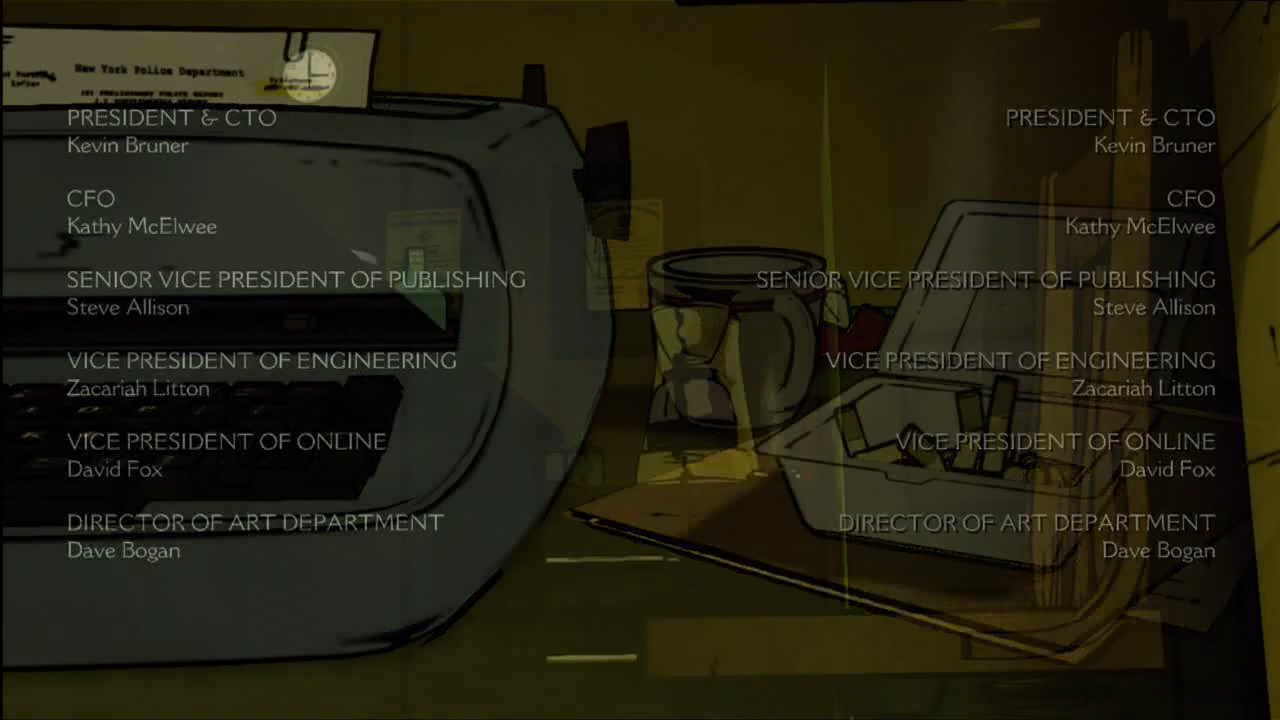 New York Police Department
PRESIDENT & CTO
Kevin Bruner
CFO
Kathy McElwee
SENIOR VICE PRESIDENT OF PUBLISHING
Steve Allison
VICE PRESIDENT OF ENGINEERING
Zacariah Litton
VICE PRESIDENT OF ONLINE
David Fox
DIRECTOR OF ART DEPARTMENT
Dave Bogan
PRESIDENT & CTO
Kevin Bruner
CFO
Kathy McElwee
SENIOR VICE PRESIDENT OF PUBLISHING
Steve Allison
VICE PRESIDENT OF ENGINEERING
Zacariah Litton
VICE PRESIDENT OF ONLINE
David Fox
DIRECTOR OF ART DEPARTMENT
Dave Bogan